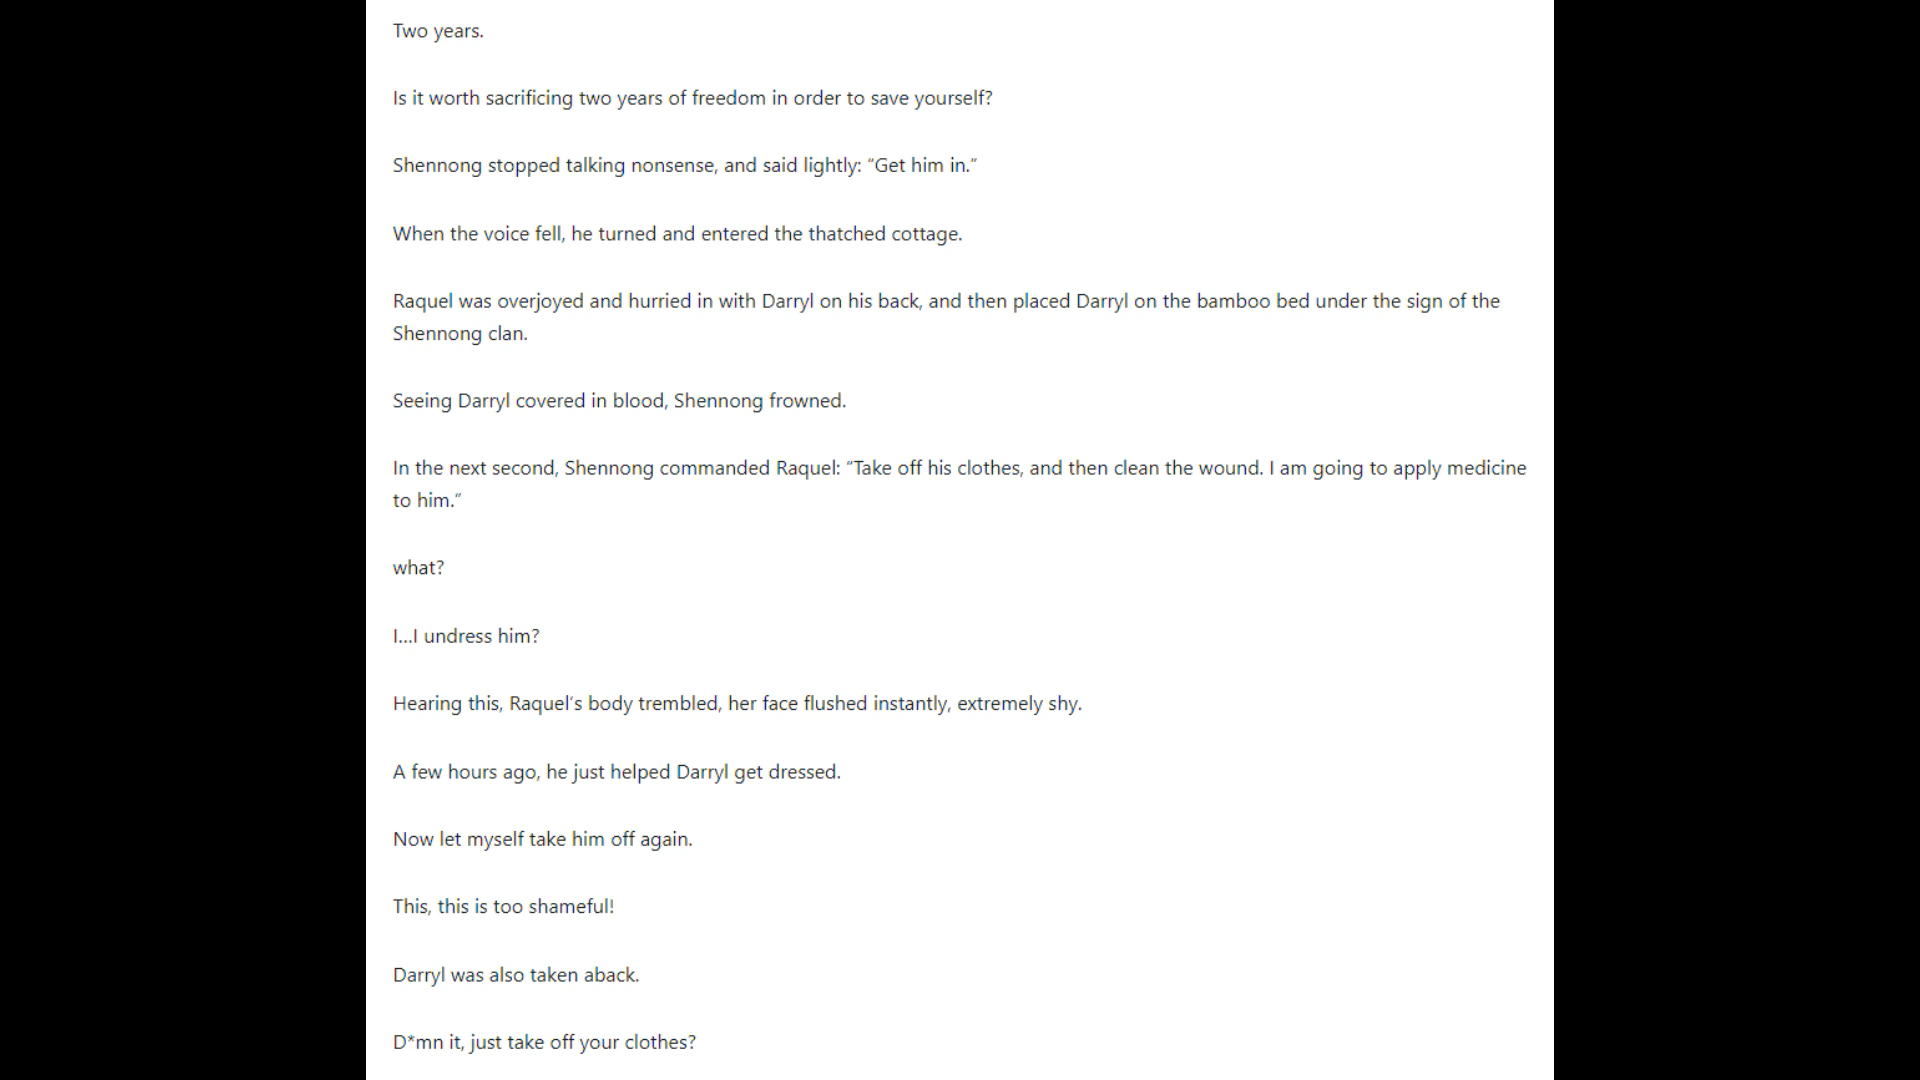 Two years.
Is it worth sacrificing two years of freedom in order to save yourself?
Shennong stopped talking nonsense, and said lightly: “Get him in.”
When the voice fell, he turned and entered the thatched cottage.
Raquel was overjoyed and hurried in with Darryl on his back, and then placed Darryl on the bamboo bed under the sign of the
Shennong clan.
Seeing Darryl covered in blood, Shennong frowned.
In the next second, Shennong commanded Raquel: “Take off his clothes, and then clean the wound. I am going to apply medicine
to him.”
what?
I...I undress him?
Hearing this, Raquel’s body trembled, her face flushed instantly, extremely shy.
A few hours ago, he just helped Darryl get dressed.
Now let myself take him off again.
This, this is too shameful!
Darryl was also taken aback.
D*mn it, just take off your clothes?